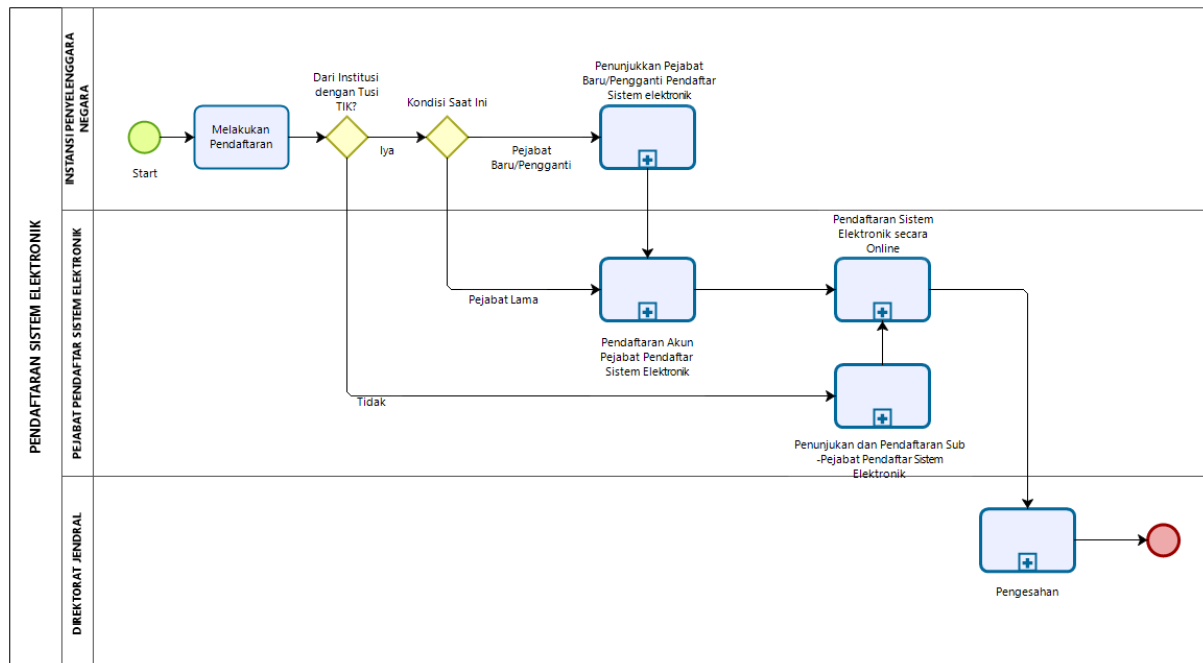 PENDAFTARAN SISTEM ELEKTRONIK
INSTANSI PENYELENGGARA
NEGARA
Start
Melakukan
Pendaftaran
Dari Institusi
dengan Tusi
TIK?
Iya
Kondisi Saat Ini
Pejabat
Baru/Pengganti
Penunjukkan Pejabat
Baru/Pengganti Pendaftar
Sistem elektronik
PEJABAT PENDAFTAR SISTEM ELEKTRONIK
Pejabat Lama
Pendaftaran Akun
Pejabat Pendaftar
Sistem Elektronik
Pendaftaran Sistem
Elektronik secara
Online
Tidak
Penunjukan dan Pendaftaran Sub
-Pejabat Pendaftar Sistem
Elektronik
DIREKTORAT JENDRAL
Pengesahan